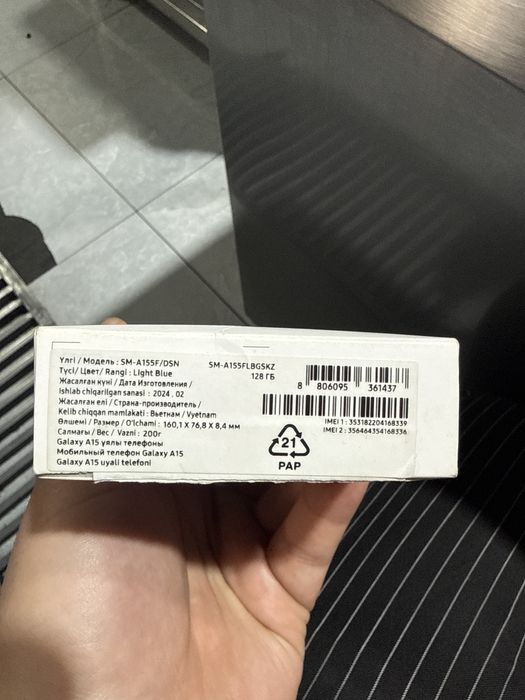 Үлгі / Модель : SM-A155F/DSN
Түсі / Цвет / Rangi : Light Blue
Жасалған күні / Дата Изготовления /
Ishlab chiqarilgan sanasi : 2024 . 02
Жасалған елі / Страна-производитель /
Kelib chiqqan mamlakati : Вьетнам / Vyetnam
Өлшемі / Размер / O'lchami : 160,1 X 76,8 X 8,4 мм
Салмағы / Вес / Vazni : 200г
Galaxy A15 ұялы телефоны
Мобильный телефон Galaxy A15
Galaxy A15 uyali telefoni
SM-A155FLBGSKZ
128 ГБ
8 806095 361437
IMEI 1 : 353182204168339
IMEI 2 : 356464354168336
21
PAP